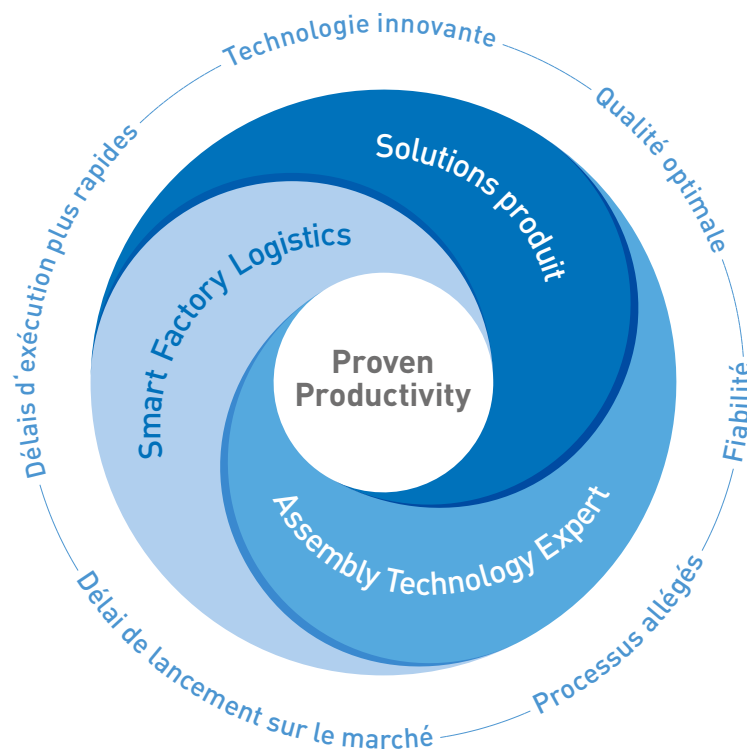 Technologie innovante
Qualité optimale
Fiabilité
Processus allégés
Délai de lancement sur le marché
Délais d‘exécution plus rapides
Solutions produit
Smart Factory Logistics
Assembly Technology Expert
Proven
Productivity